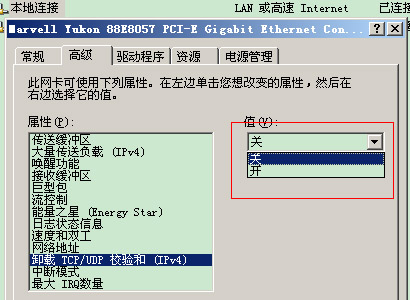 本地连接 LAN 或高速 Internet 已连接
Marvell Yukon 88E8057 PCI-E Gigabit Ethernet Con...
常规 高级 驱动程序 资源 电源管理
此网卡可使用下列属性。在左边单击您想改变的属性，然后在
右边选择它的值。
属性(P): 值(V):
传送缓冲区 关
大量传送负载 (IPv4) 关
唤醒功能 开
接收缓冲区
巨型包
流控制
能量之星 (Energy Star)
日志状态信息
速度和双工
网络地址
卸载 TCP/UDP 校验和 (IPv4)
中断模式
最大 IRQ数量